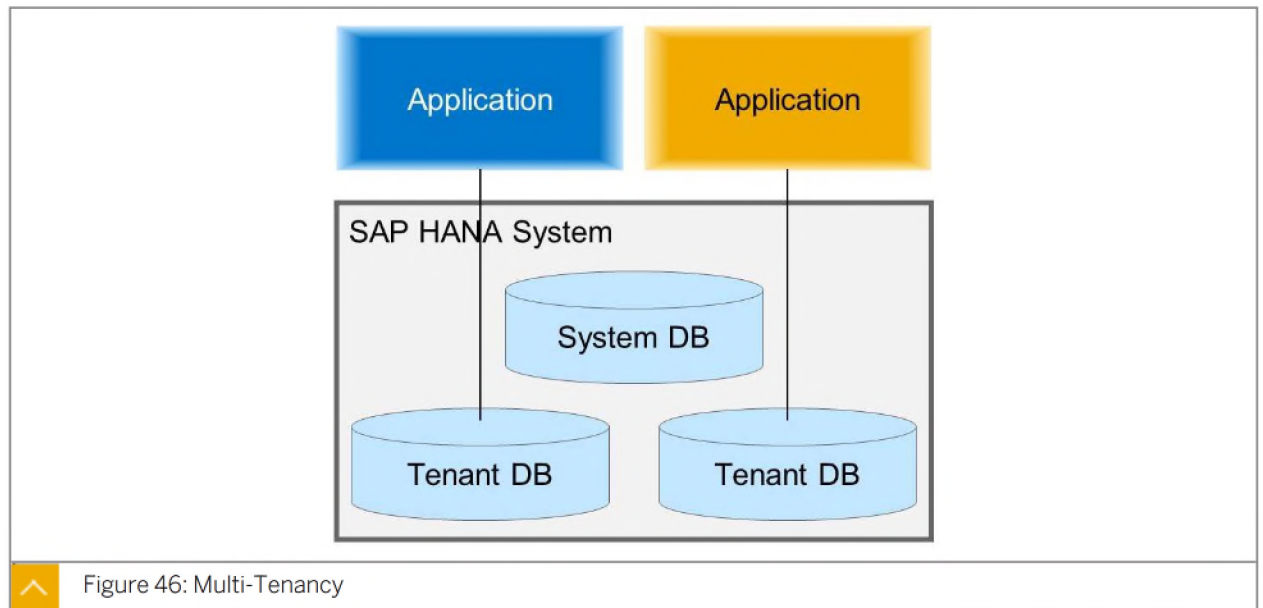 Application
Application
SAP HANA System
System DB
Tenant DB
Tenant DB
Figure 46: Multi-Tenancy